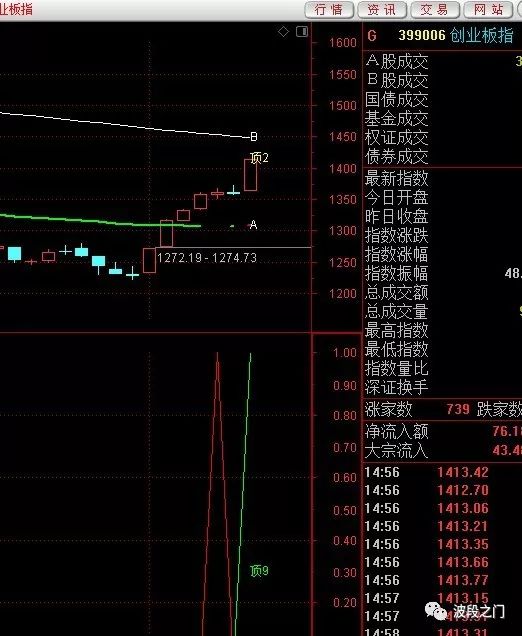 业板指
行情 资讯 交易 网站
1600
1550
1500
1450
1400
1350
1300
1250
1200
B
顶2
A
1272.19 - 1274.73
1.00
0.90
0.80
0.70
0.60
0.50
0.40
0.30
0.20
顶9
G 399006 创业板指
A股成交 3
B股成交
国债成交
基金成交
权证成交
债券成交
最新指数
今日开盘
昨日收盘
指数涨跌
指数涨幅
指数振幅 48.
总成交额
总成交量
最高指数
最低指数
指数量比
深证换手
涨家数 739 跌家数
净流入额 76.18
大宗流入 43.48
14:56 1413.42
14:56 1412.70
14:56 1413.06
14:56 1413.21
14:56 1413.35
14:56 1413.66
14:56 1413.77
14:57 1413.15
14:57
14:58 1413.31
波段之门